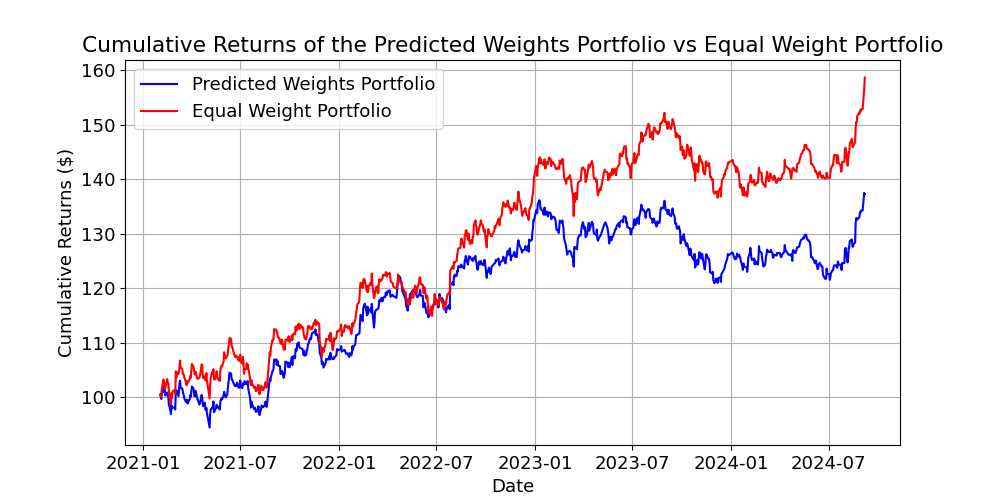 Cumulative Returns of the Predicted Weights Portfolio vs Equal Weight Portfolio
Predicted Weights Portfolio
Equal Weight Portfolio
Cumulative Returns ($)
160
150
140
130
120
110
100
2021-01 2021-07 2022-01 2022-07 2023-01 2023-07 2024-01 2024-07
Date